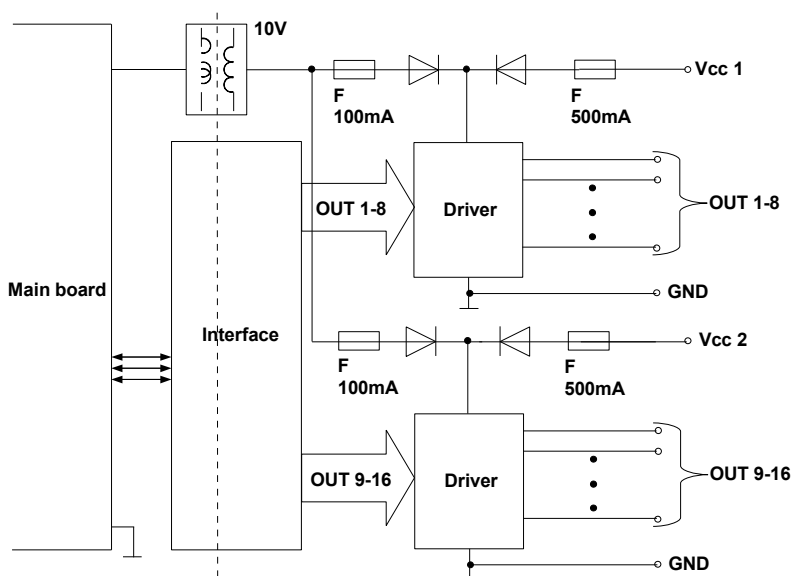 10V
F
100mA
F
500mA
Vcc 1
OUT 1-8
Driver
OUT 1-8
GND
Main board
Interface
F
100mA
F
500mA
Vcc 2
OUT 9-16
Driver
OUT 9-16
GND